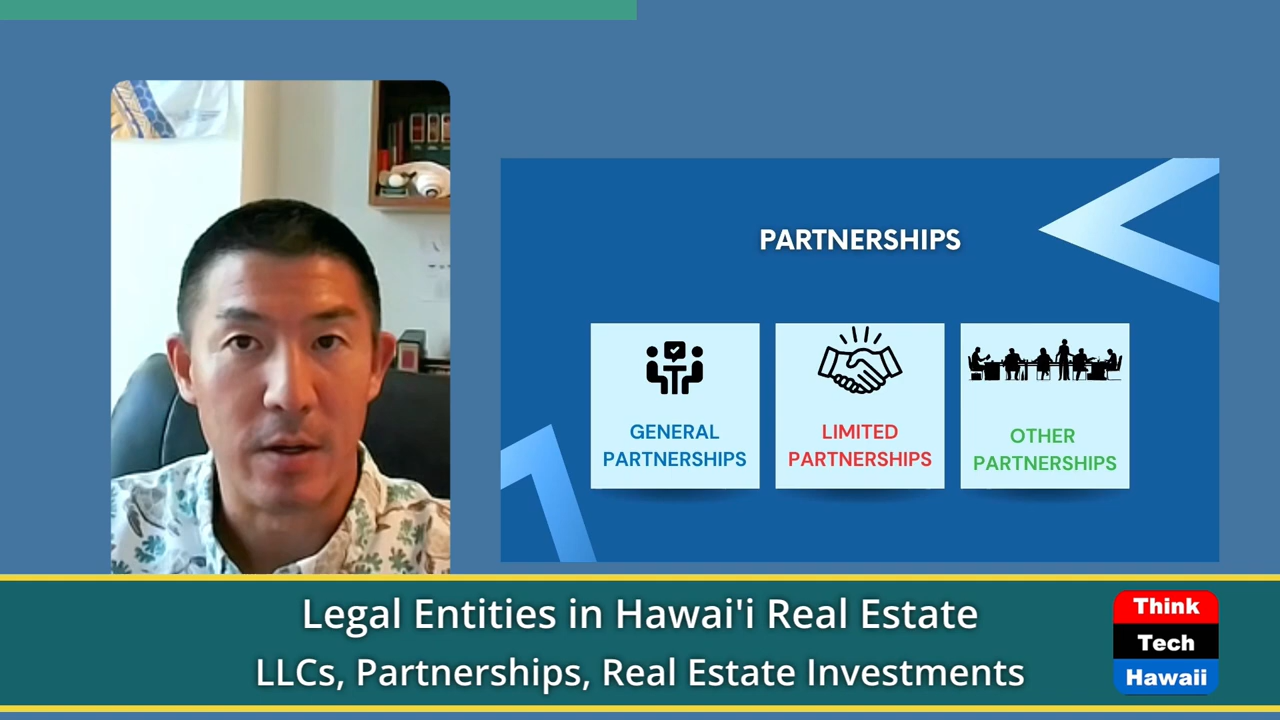 PARTNERSHIPS
GENERAL
PARTNERSHIPS
LIMITED
PARTNERSHIPS
OTHER
PARTNERSHIPS
Legal Entities in Hawai'i Real Estate
LLCs, Partnerships, Real Estate Investments
Think
Tech
Hawaii